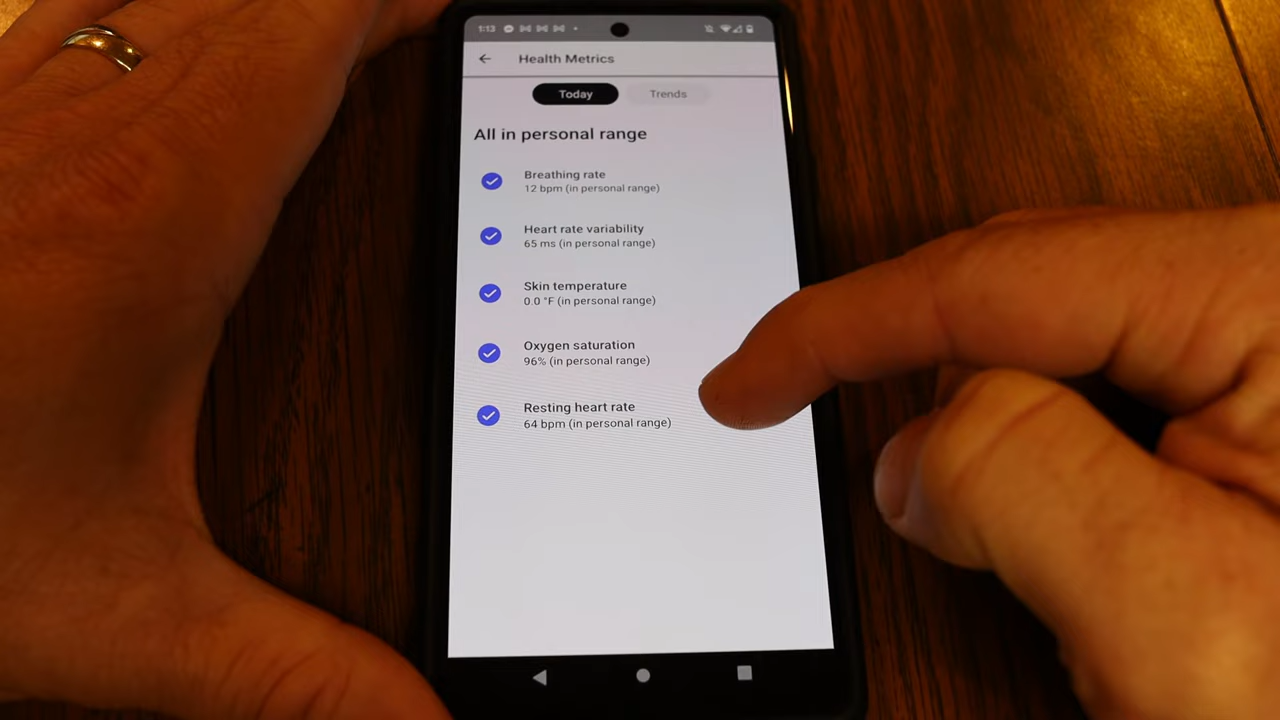 1:13
Health Metrics
Today
Trends
All in personal range
Breathing rate
12 bpm (in personal range)
Heart rate variability
65 ms (in personal range)
Skin temperature
0.0 °F (in personal range)
Oxygen saturation
96% (in personal range)
Resting heart rate
64 bpm (in personal range)